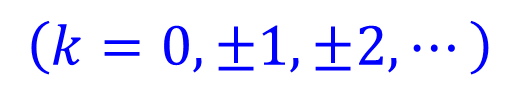 (k = 0, ±1, ±2, ⋯ )